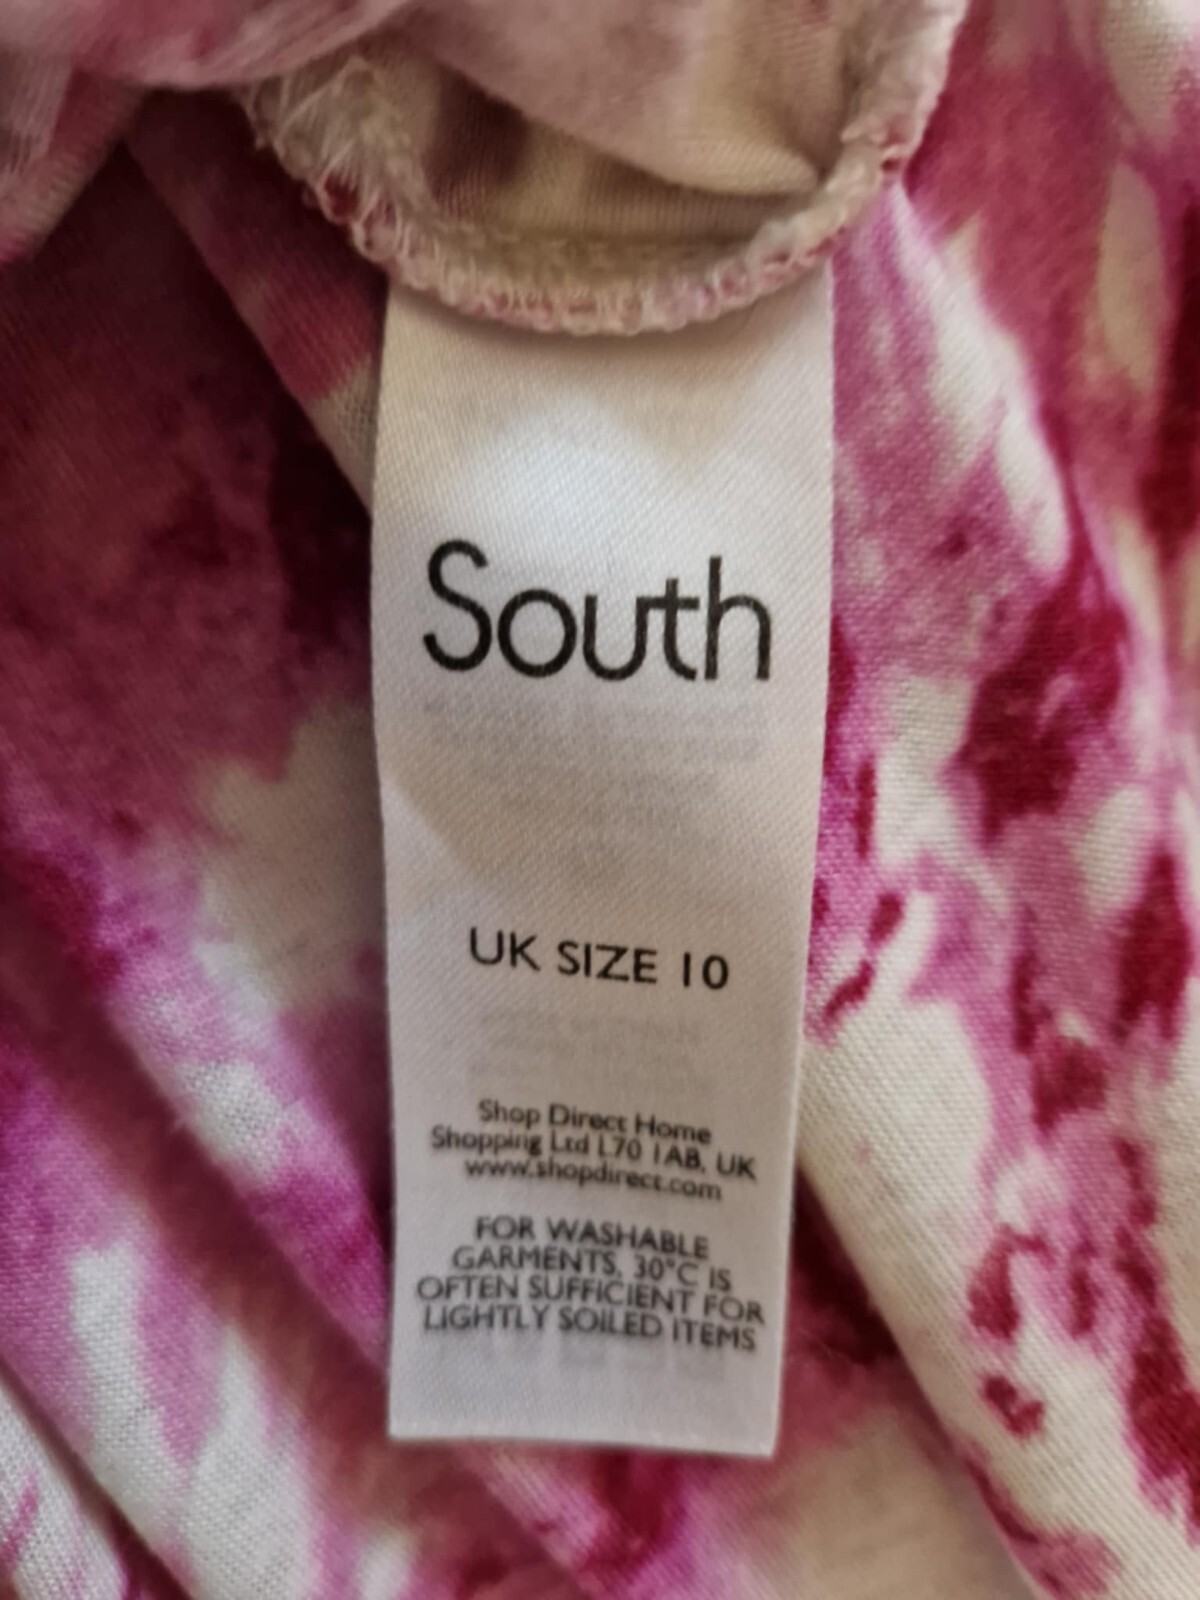 South
UK SIZE 10
Shop Direct Home
Shopping Ltd L70 1AB, UK
www.shopdirect.com
FOR WASHABLE
GARMENTS, 30°C IS
OFTEN SUFFICIENT FOR
LIGHTLY SOILED ITEMS